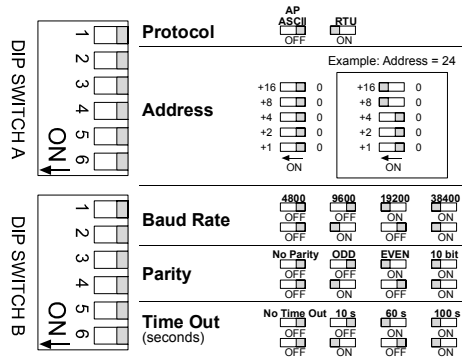 DIP SWITCH A
1
2
3
4
5
6
ON
Protocol
AP
ASCII RTU
OFF ON
Address
Example: Address = 24
+16 0 +16 0
+8 0 +8 0
+4 0 +4 0
+2 0 +2 0
+1 0 +1 0
ON ON
DIP SWITCH B
1
2
3
4
5
6
ON
Baud Rate
4800 9600 19200 38400
OFF OFF ON ON
OFF ON OFF ON
Parity
No Parity ODD EVEN 10 bit
OFF OFF ON ON
OFF ON OFF ON
Time Out
(seconds)
No Time Out 10 s 60 s 100 s
OFF OFF ON ON
OFF ON OFF ON